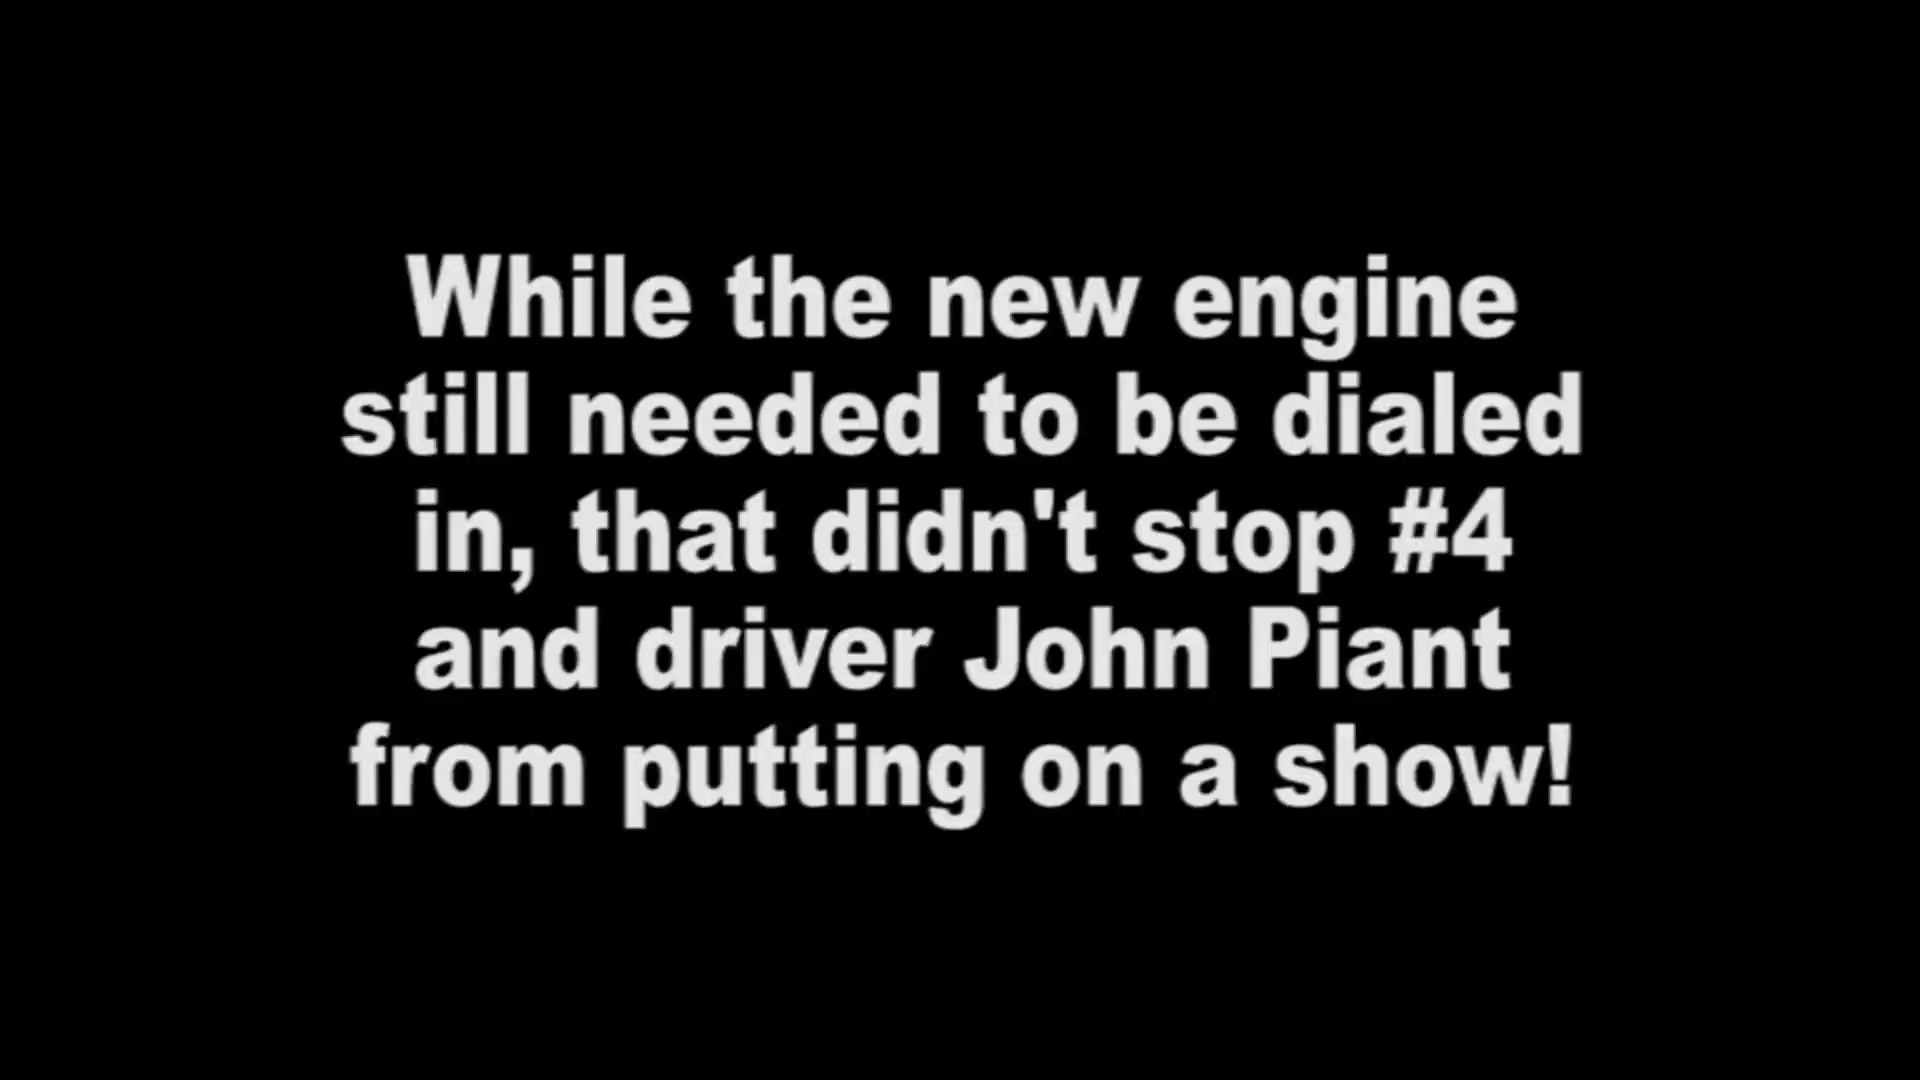 While the new engine
still needed to be dialed
in, that didn't stop #4
and driver John Piant
from putting on a show!